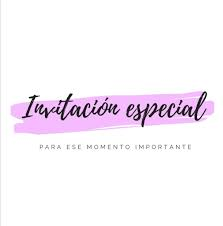 Invitación especial
PARA ESE MOMENTO IMPORTANTE